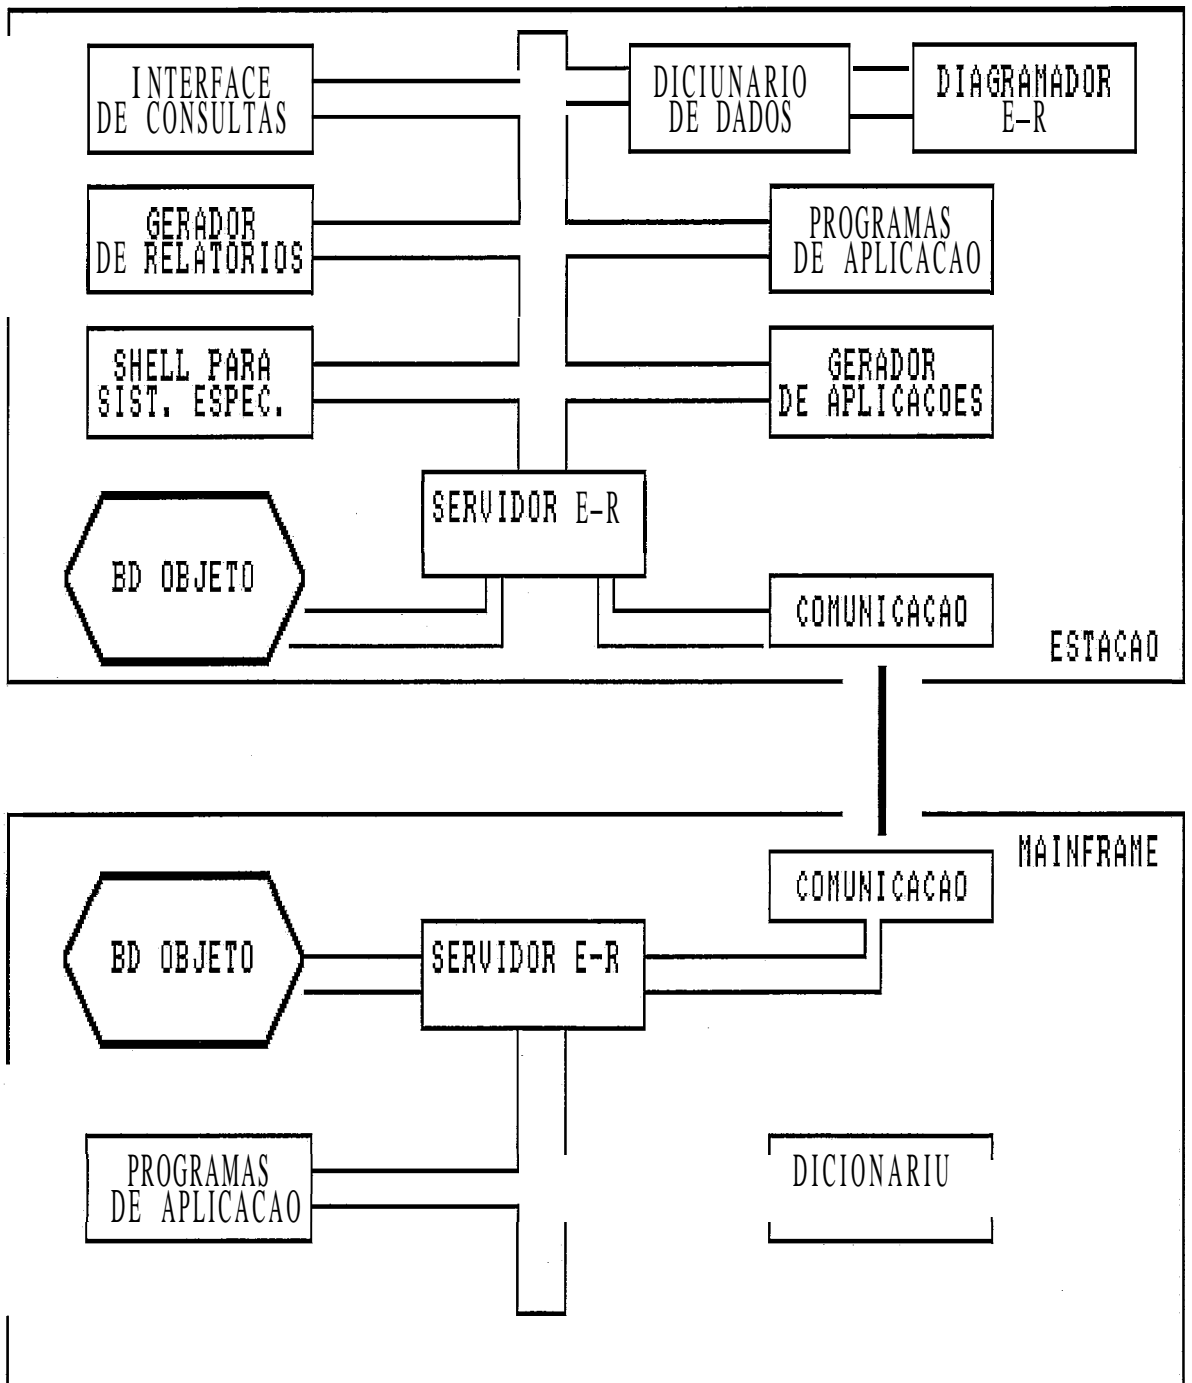 INTERFACE
DE CONSULTAS
DICIUNARIO
DE DADOS
DIAGRAMADOR
E-R
GERADOR
DE RELATORIOS
PROGRAMAS
DE APLICACAO
SHELL PARA
SIST. ESPEC.
GERADOR
DE APLICACOES
SERVIDOR E-R
BD OBJETO
COMUNICACAO
ESTACAO
MAINFRAME
COMUNICACAO
BD OBJETO
SERVIDOR E-R
PROGRAMAS
DE APLICACAO
DICIONARIU